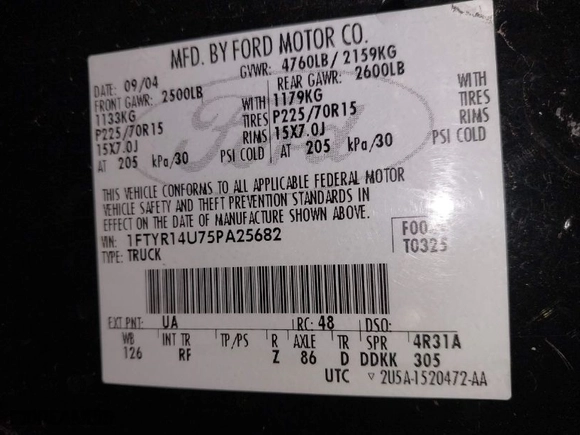 MFD. BY FORD MOTOR CO.
DATE: 09/04 GVWR: 4760LB/ 2159KG
FRONT GAWR: 2500LB REAR GAWR: 2600LB
1133KG WITH 1179KG WITH
P225/70R15 TIRES P225/70R15 TIRES
15X7.0J RIMS 15X7.0J RIMS
AT 205 kPa/30 PSI COLD AT 205 kPa/30 PSI COLD
Ford
THIS VEHICLE CONFORMS TO ALL APPLICABLE FEDERAL MOTOR
VEHICLE SAFETY AND THEFT PREVENTION STANDARDS IN
EFFECT ON THE DATE OF MANUFACTURE SHOWN ABOVE.
VIN: 1FTYR14U75PA25682
TYPE: TRUCK
T0325
EXT PNT: UA RC: 48 DSO:
WB INT TR TP/PS R AXLE TR SPR 4R31A
126 RF Z 86 D DDKK 305
UTC ▽ 2U5A-1520472-AA